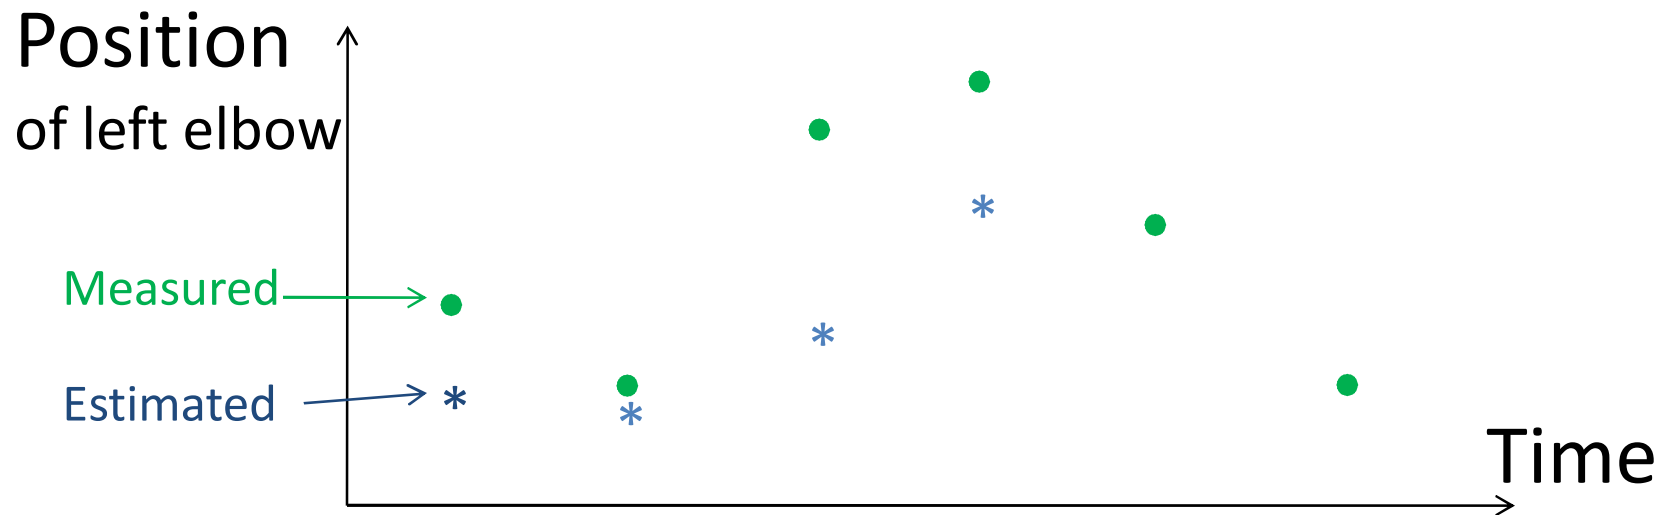 Position
of left elbow
Measured
Estimated
Time